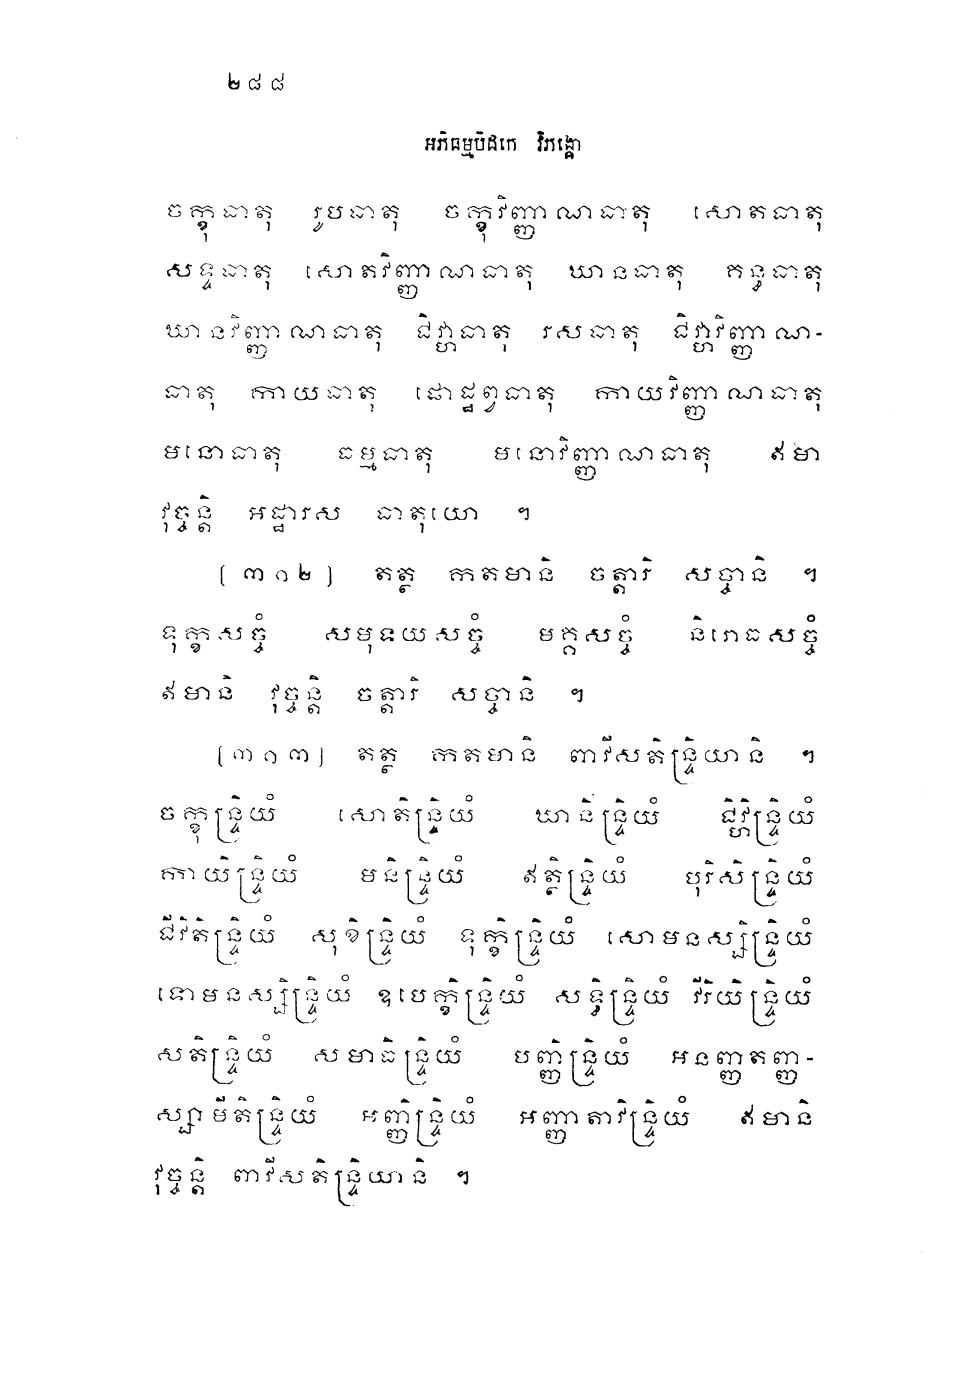 ២៨៨
អភិធម្មបិដកេ វិភង្គោ
ចក្ខុធាតុ រូបធាតុ ចក្ខុវិញ្ញាណធាតុ សោតធាតុ
សទ្ទធាតុ សោតវិញ្ញាណធាតុ ឃានធាតុ គន្ធធាតុ
ឃានវិញ្ញាណធាតុ ជិវ្ហាធាតុ រសធាតុ ជិវ្ហាវិញ្ញាណ-
ធាតុ កាយធាតុ ផោដ្ឋព្វធាតុ កាយវិញ្ញាណធាតុ
មនោធាតុ ធម្មធាតុ មនោវិញ្ញាណធាតុ ឥមា
វុច្ចន្តិ អដ្ឋារស ធាតុយោ ។
(៣១២) តត្ថ កតមានិ ចត្តារិ សច្ចានិ ។
ទុក្ខសច្ចំ សមុទយសច្ចំ មគ្គសច្ចំ និរោធសច្ចំ
ឥមានិ វុច្ចន្តិ ចត្តារិ សច្ចានិ ។
(៣១៣) តត្ថ កតមានិ ពាវីសតិន្ទ្រិយានិ ។
ចក្ខុន្ទ្រិយំ សោតិន្ទ្រិយំ ឃានិន្ទ្រិយំ ជិវ្ហិន្ទ្រិយំ
កាយិន្ទ្រិយំ មនិន្ទ្រិយំ ឥត្ថិន្ទ្រិយំ បុរិសិន្ទ្រិយំ
ជីវិតិន្ទ្រិយំ សុខិន្ទ្រិយំ ទុក្ខិន្ទ្រិយំ សោមនស្សិន្ទ្រិយំ
ទោមនស្សិន្ទ្រិយំ ឧបេក្ខិន្ទ្រិយំ សទ្ធិន្ទ្រិយំ វីរិយិន្ទ្រិយំ
សតិន្ទ្រិយំ សមាធិន្ទ្រិយំ បញ្ញិន្ទ្រិយំ អនញ្ញតញ្ញ-
ស្សាមីតិន្ទ្រិយំ អញ្ញិន្ទ្រិយំ អញ្ញាតាវិន្ទ្រិយំ ឥមានិ
វុច្ចន្តិ ពាវីសតិន្ទ្រិយានិ ។